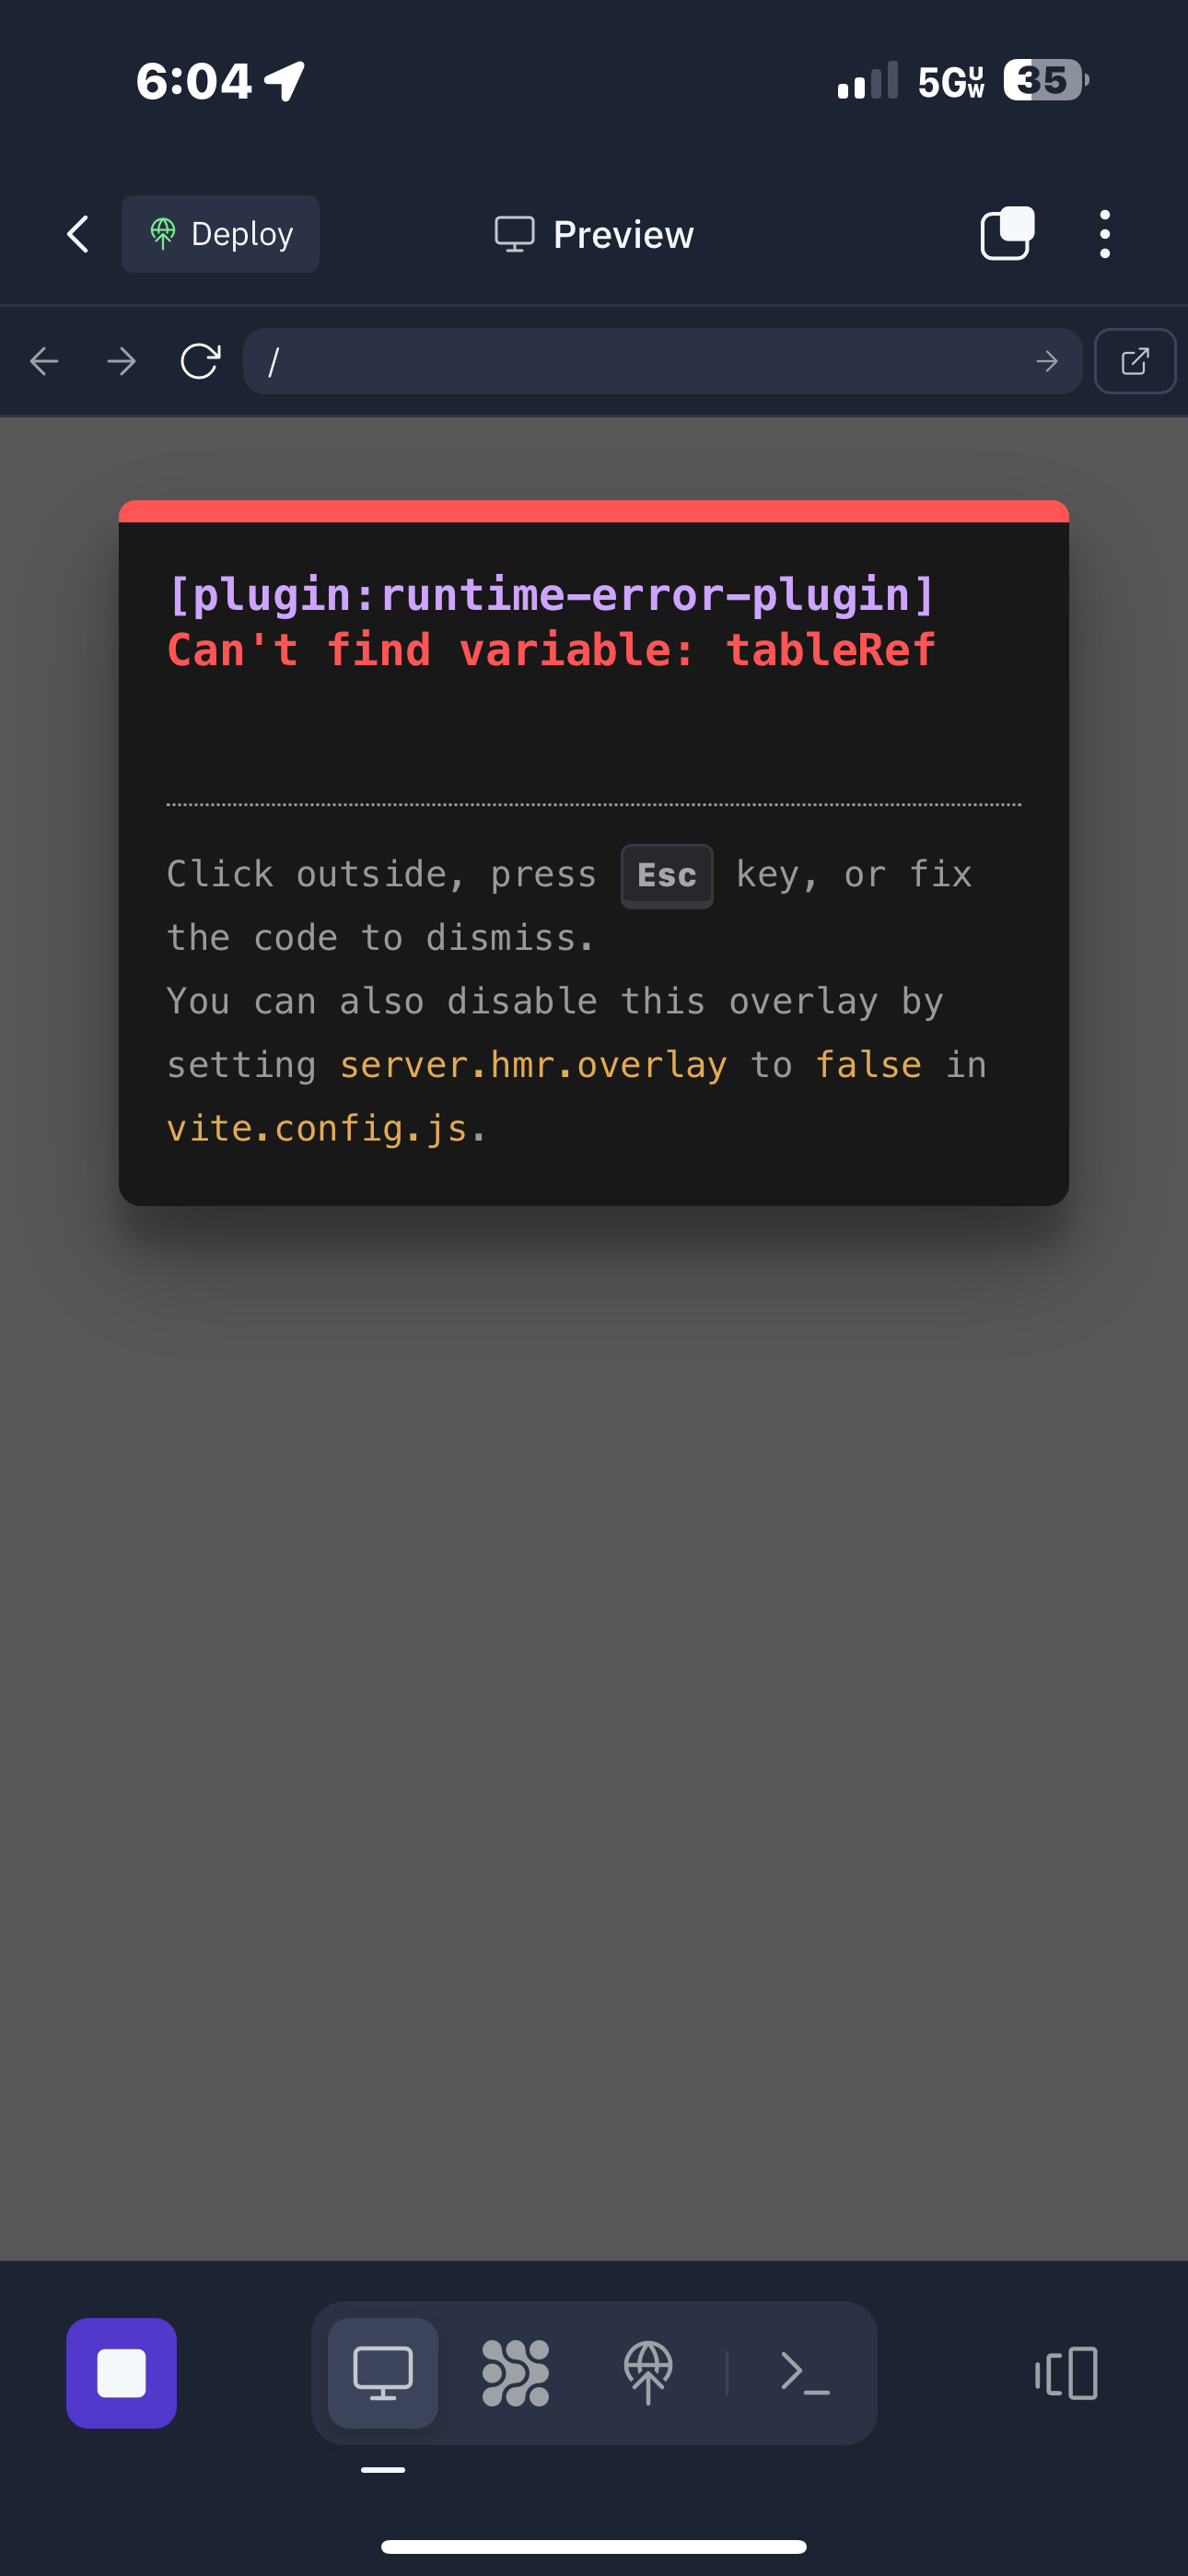 6:04
5G UW 35
Deploy
Preview
/
[plugin:runtime-error-plugin]
Can't find variable: tableRef
Click outside, press Esc key, or fix
the code to dismiss.
You can also disable this overlay by
setting server.hmr.overlay to false in
vite.config.js.